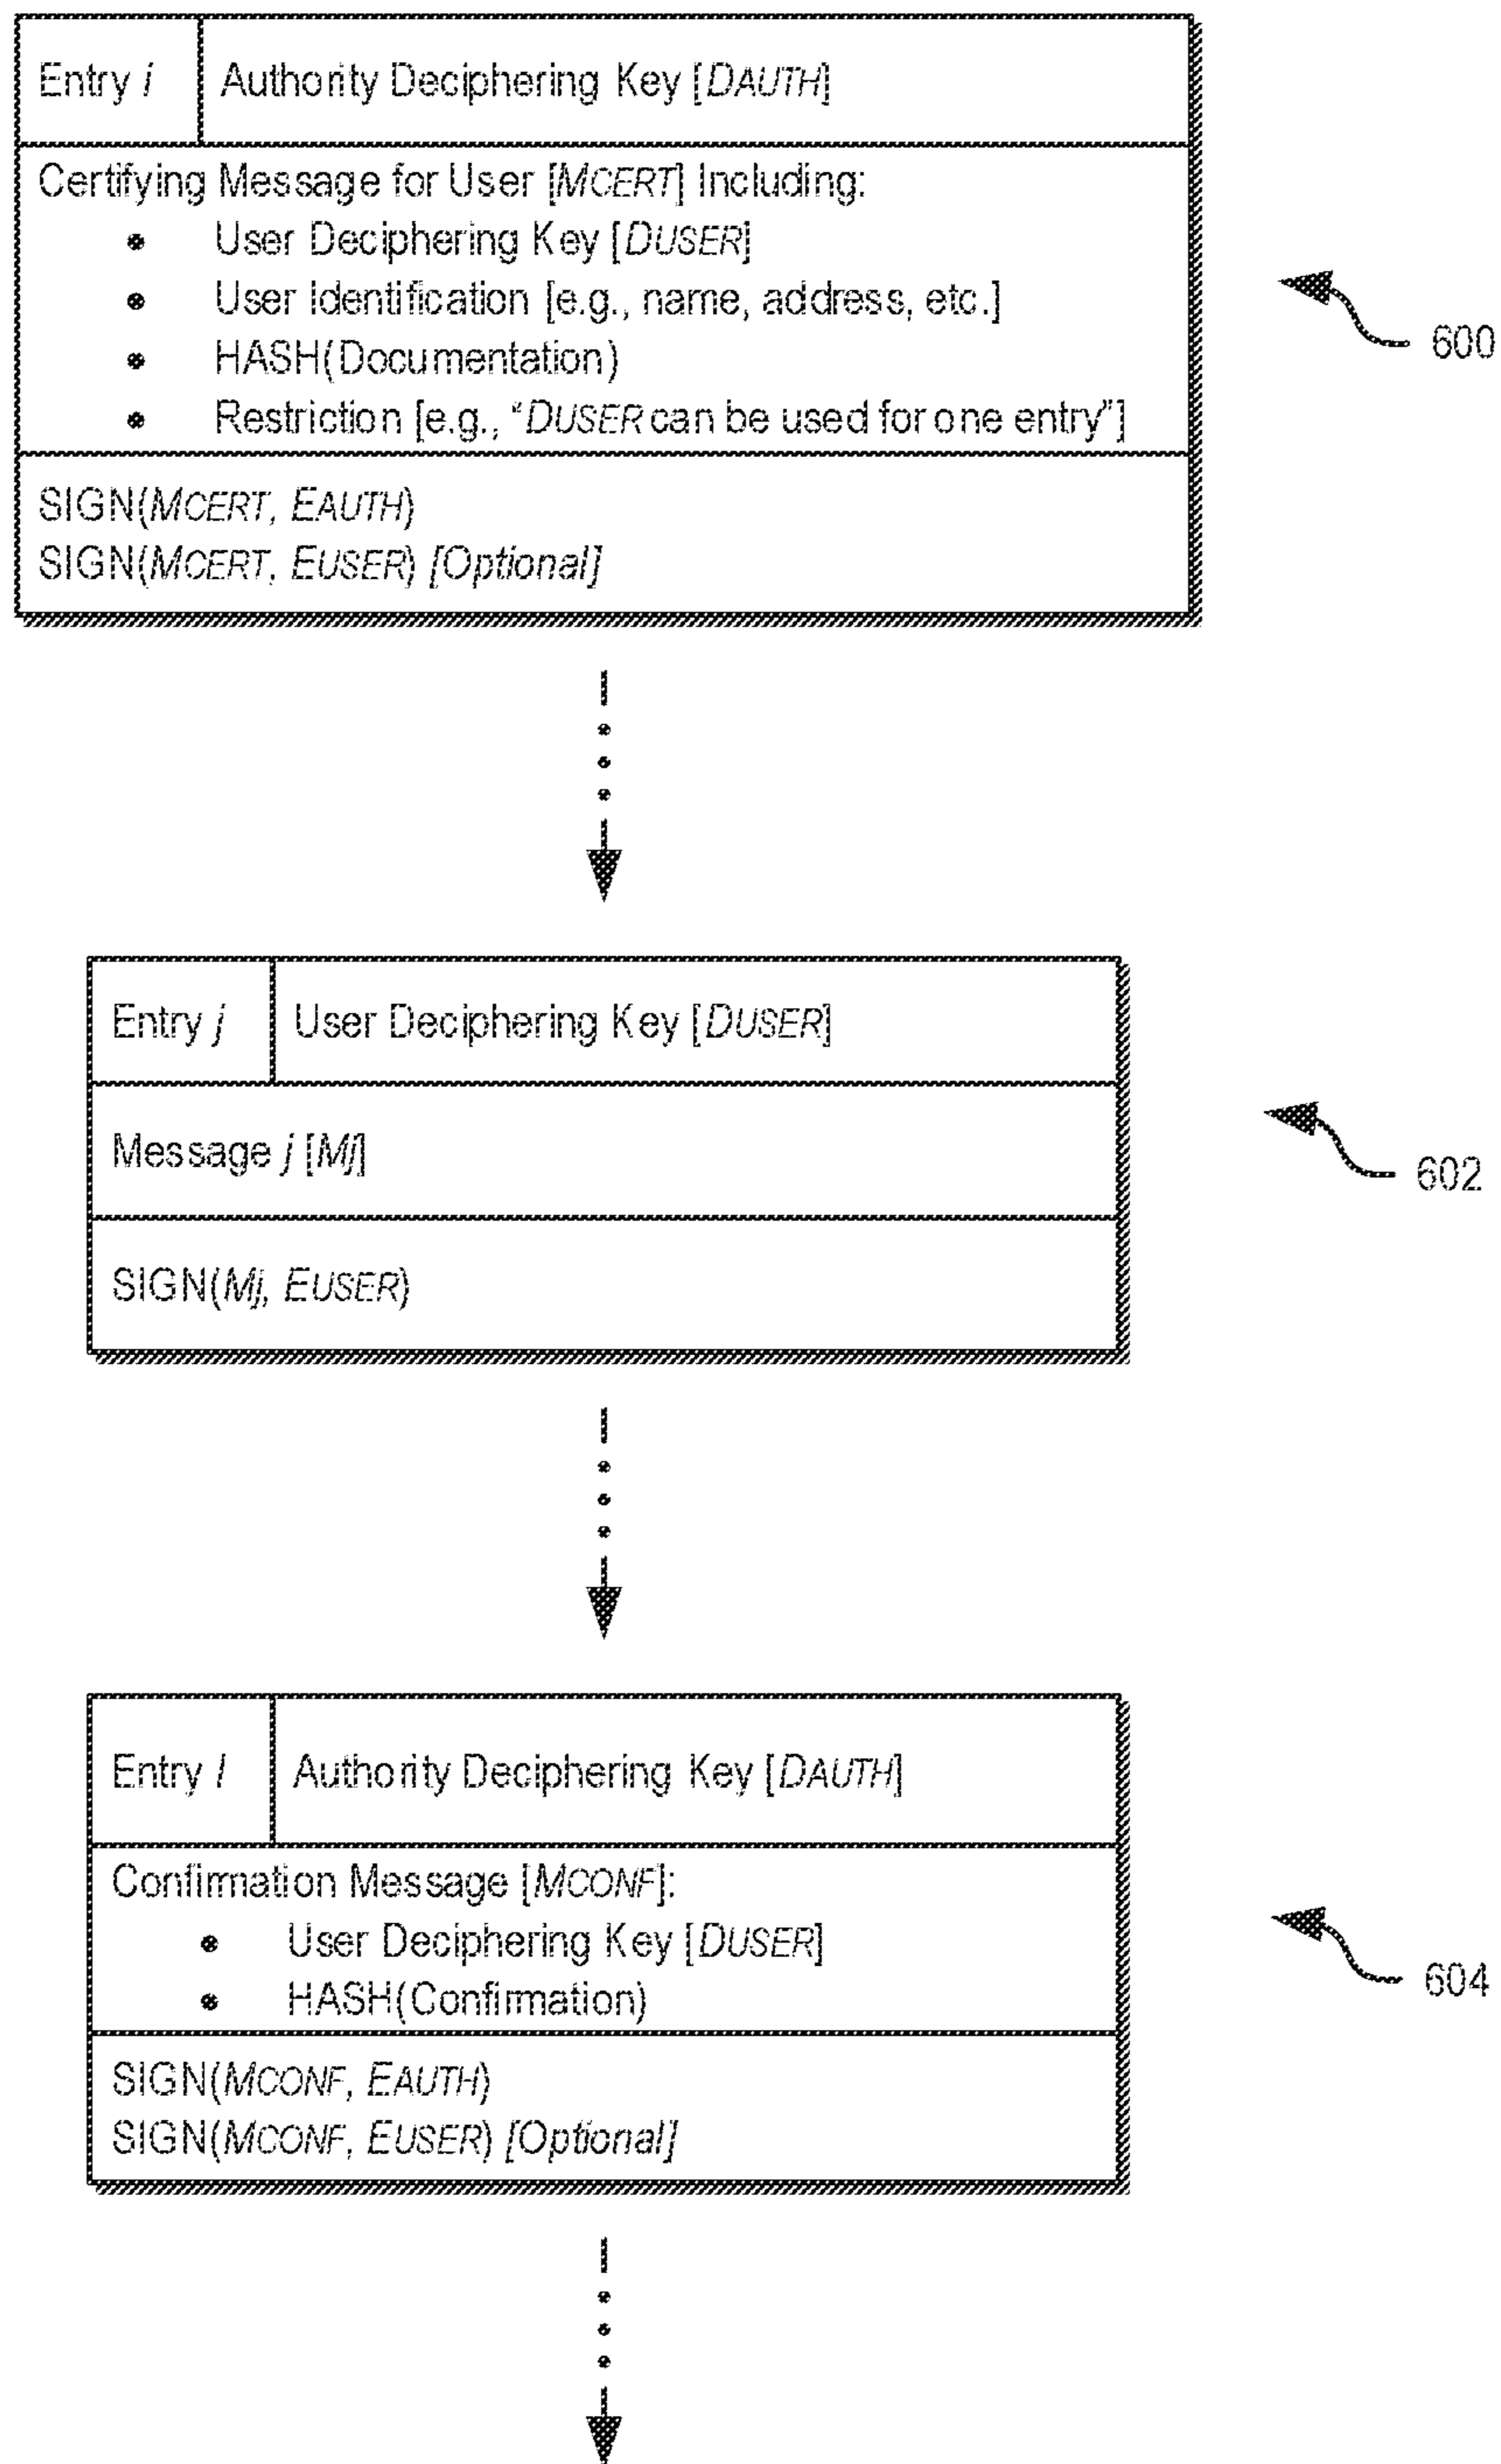 Entry i
Authority Deciphering Key [DAUTH]
Certifying Message for User [MCERT] Including:
• User Deciphering Key [DUSER]
• User Identification [e.g., name, address, etc.]
• HASH(Documentation)
• Restriction [e.g., “DUSER can be used for one entry”]
SIGN(MCERT, EAUTH)
SIGN(MCERT, EUSER) [Optional]
600
Entry j
User Deciphering Key [DUSER]
Message j [Mj]
SIGN(Mj, EUSER)
602
Entry l
Authority Deciphering Key [DAUTH]
Confirmation Message [MCONF]:
• User Deciphering Key [DUSER]
• HASH(Confirmation)
SIGN(MCONF, EAUTH)
SIGN(MCONF, EUSER) [Optional]
604